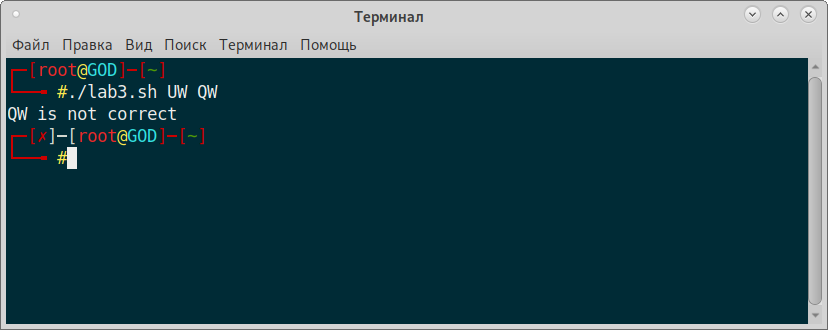 Терминал
Файл Правка Вид Поиск Терминал Помощь
┌─[root@GOD]─[~]
└──╼ #./lab3.sh UW QW
QW is not correct
┌─[✗]─[root@GOD]─[~]
└──╼ #